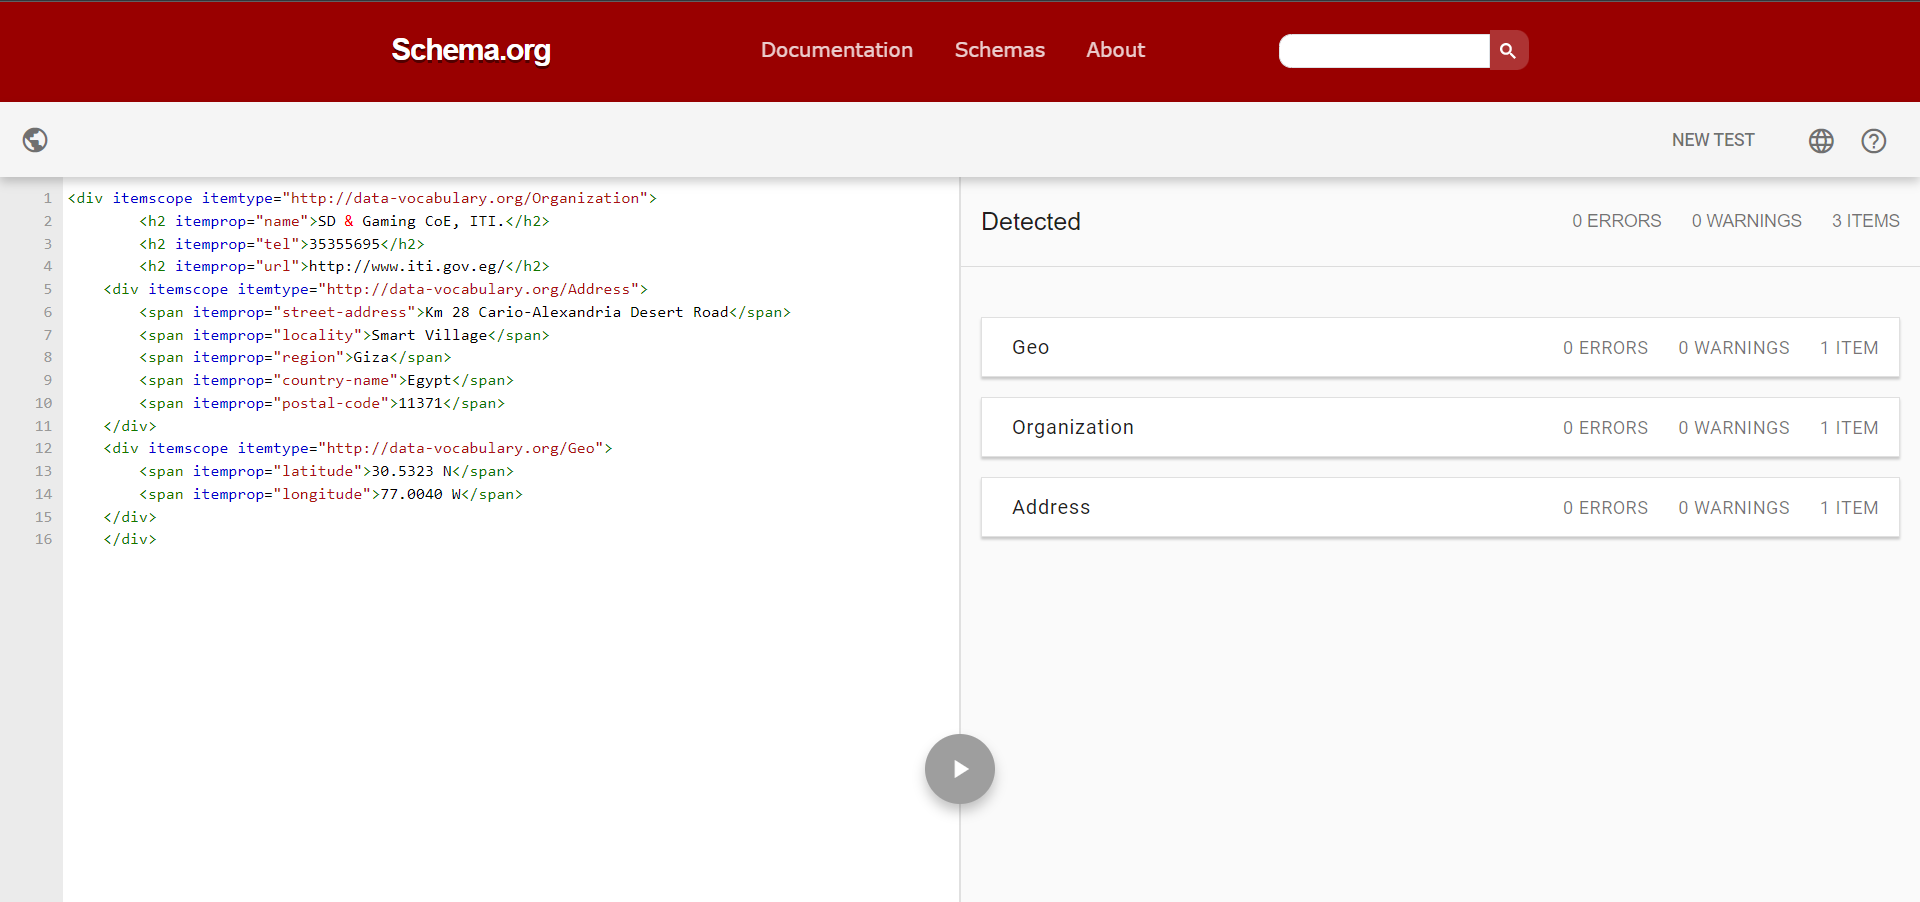 Schema.org
Documentation Schemas About
NEW TEST
1 <div itemscope itemtype="http://data-vocabulary.org/Organization">
2 <h2 itemprop="name">SD & Gaming CoE, ITI.</h2>
3 <h2 itemprop="tel">35355695</h2>
4 <h2 itemprop="url">http://www.iti.gov.eg/</h2>
5 <div itemscope itemtype="http://data-vocabulary.org/Address">
6 <span itemprop="street-address">Km 28 Cario-Alexandria Desert Road</span>
7 <span itemprop="locality">Smart Village</span>
8 <span itemprop="region">Giza</span>
9 <span itemprop="country-name">Egypt</span>
10 <span itemprop="postal-code">11371</span>
11 </div>
12 <div itemscope itemtype="http://data-vocabulary.org/Geo">
13 <span itemprop="latitude">30.5323 N</span>
14 <span itemprop="longitude">77.0040 W</span>
15 </div>
16 </div>
Detected 0 ERRORS 0 WARNINGS 3 ITEMS
Geo 0 ERRORS 0 WARNINGS 1 ITEM
Organization 0 ERRORS 0 WARNINGS 1 ITEM
Address 0 ERRORS 0 WARNINGS 1 ITEM